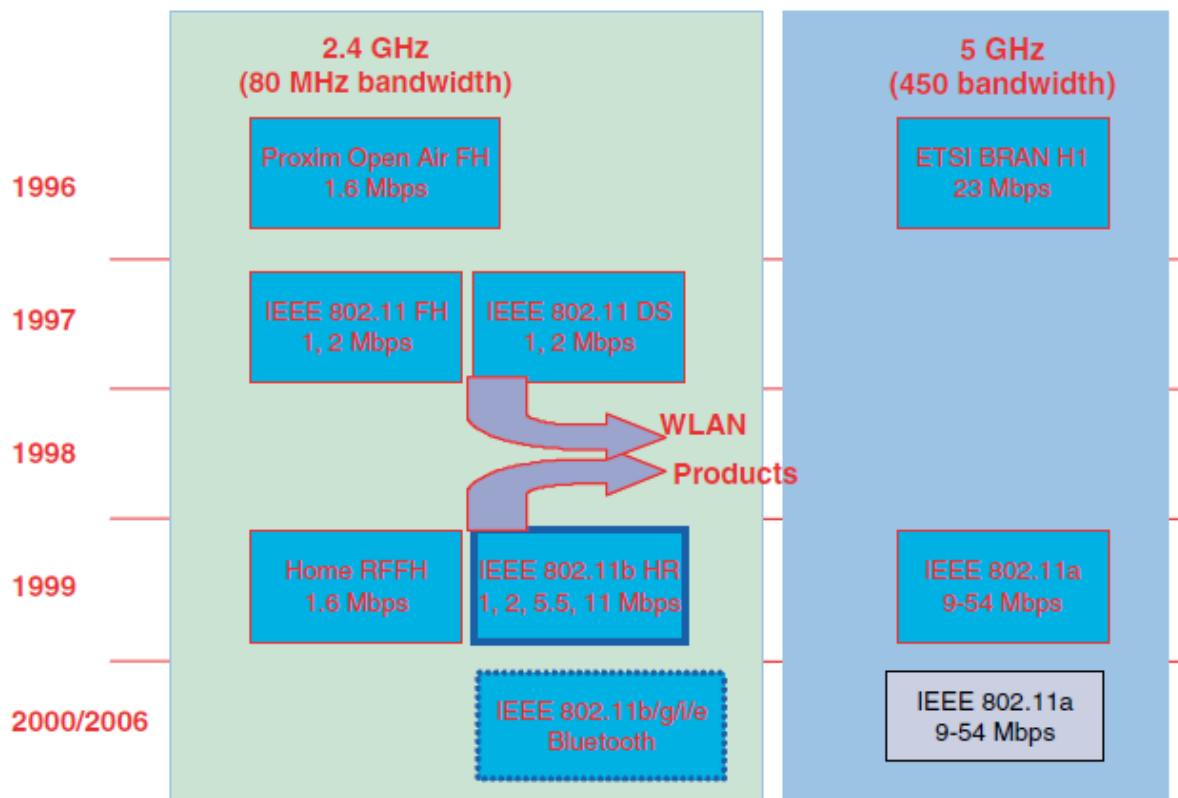 2.4 GHz
(80 MHz bandwidth)
5 GHz
(450 bandwidth)
1996
Proxim Open Air FH
1.6 Mbps
ETSI BRAN H1
23 Mbps
1997
IEEE 802.11 FH
1, 2 Mbps
IEEE 802.11 DS
1, 2 Mbps
1998
WLAN
Products
1999
Home RFFH
1.6 Mbps
IEEE 802.11b HR
1, 2, 5.5, 11 Mbps
IEEE 802.11a
9-54 Mbps
2000/2006
IEEE 802.11b/g/i/e
Bluetooth
IEEE 802.11a
9-54 Mbps